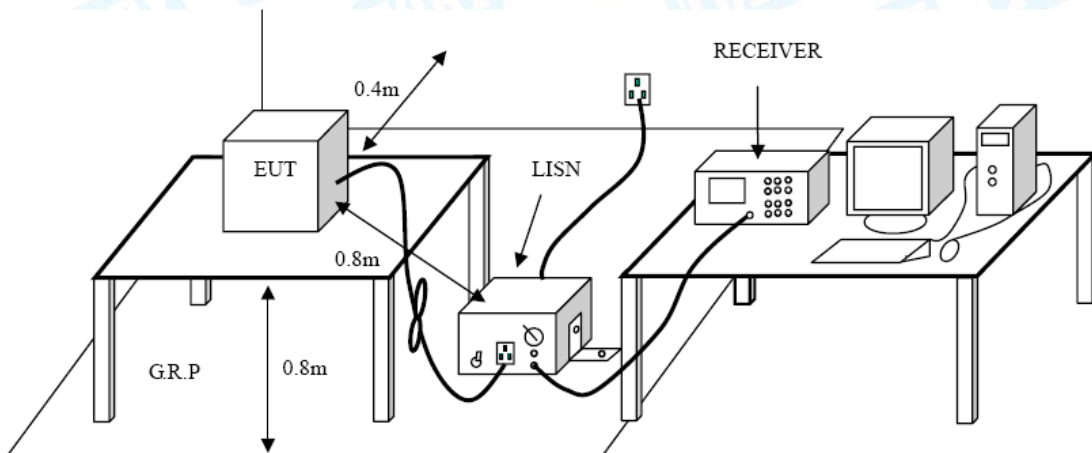 RECEIVER
0.4m
EUT
LISN
0.8m
G.R.P
0.8m